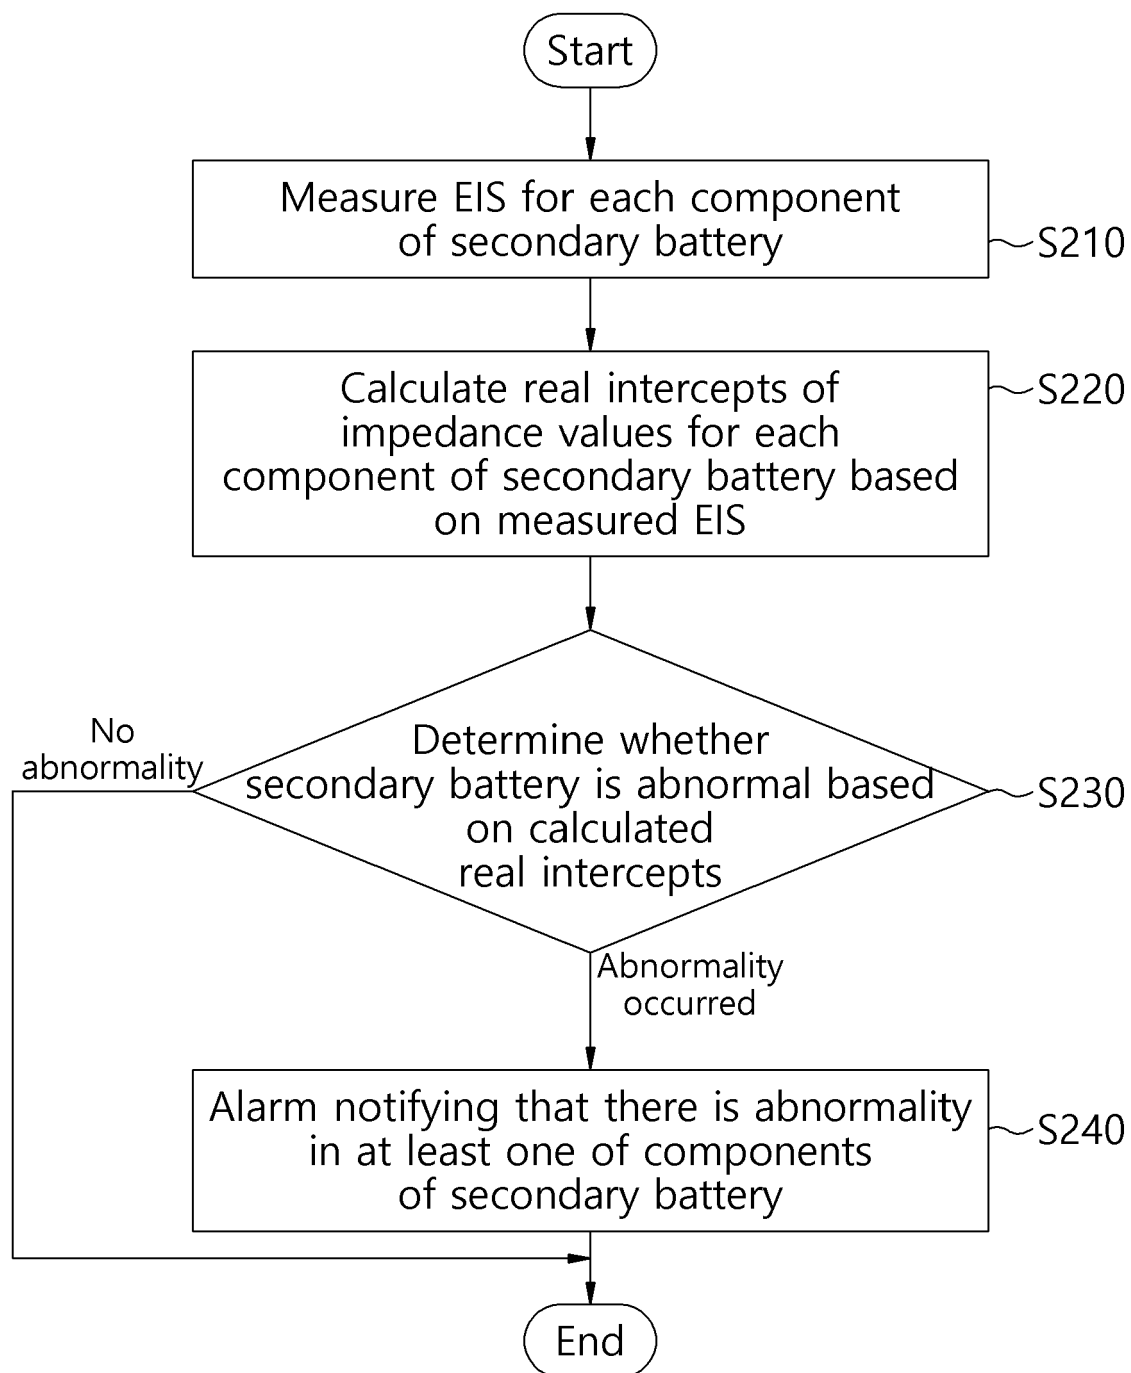 Start
Measure EIS for each component
of secondary battery
S210
Calculate real intercepts of
impedance values for each
component of secondary battery based
on measured EIS
S220
No
abnormality
Determine whether
secondary battery is abnormal based
on calculated
real intercepts
S230
Abnormality
occurred
Alarm notifying that there is abnormality
in at least one of components
of secondary battery
S240
End